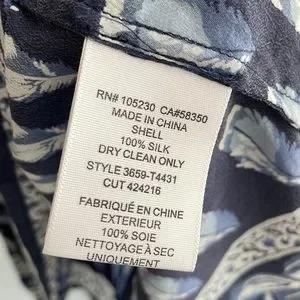 RN# 105230 CA#58350
MADE IN CHINA
SHELL
100% SILK
DRY CLEAN ONLY
STYLE 3659-T4431
CUT 424216
FABRIQUÉ EN CHINE
EXTERIEUR
100% SOIE
NETTOYAGE À SEC
UNIQUEMENT